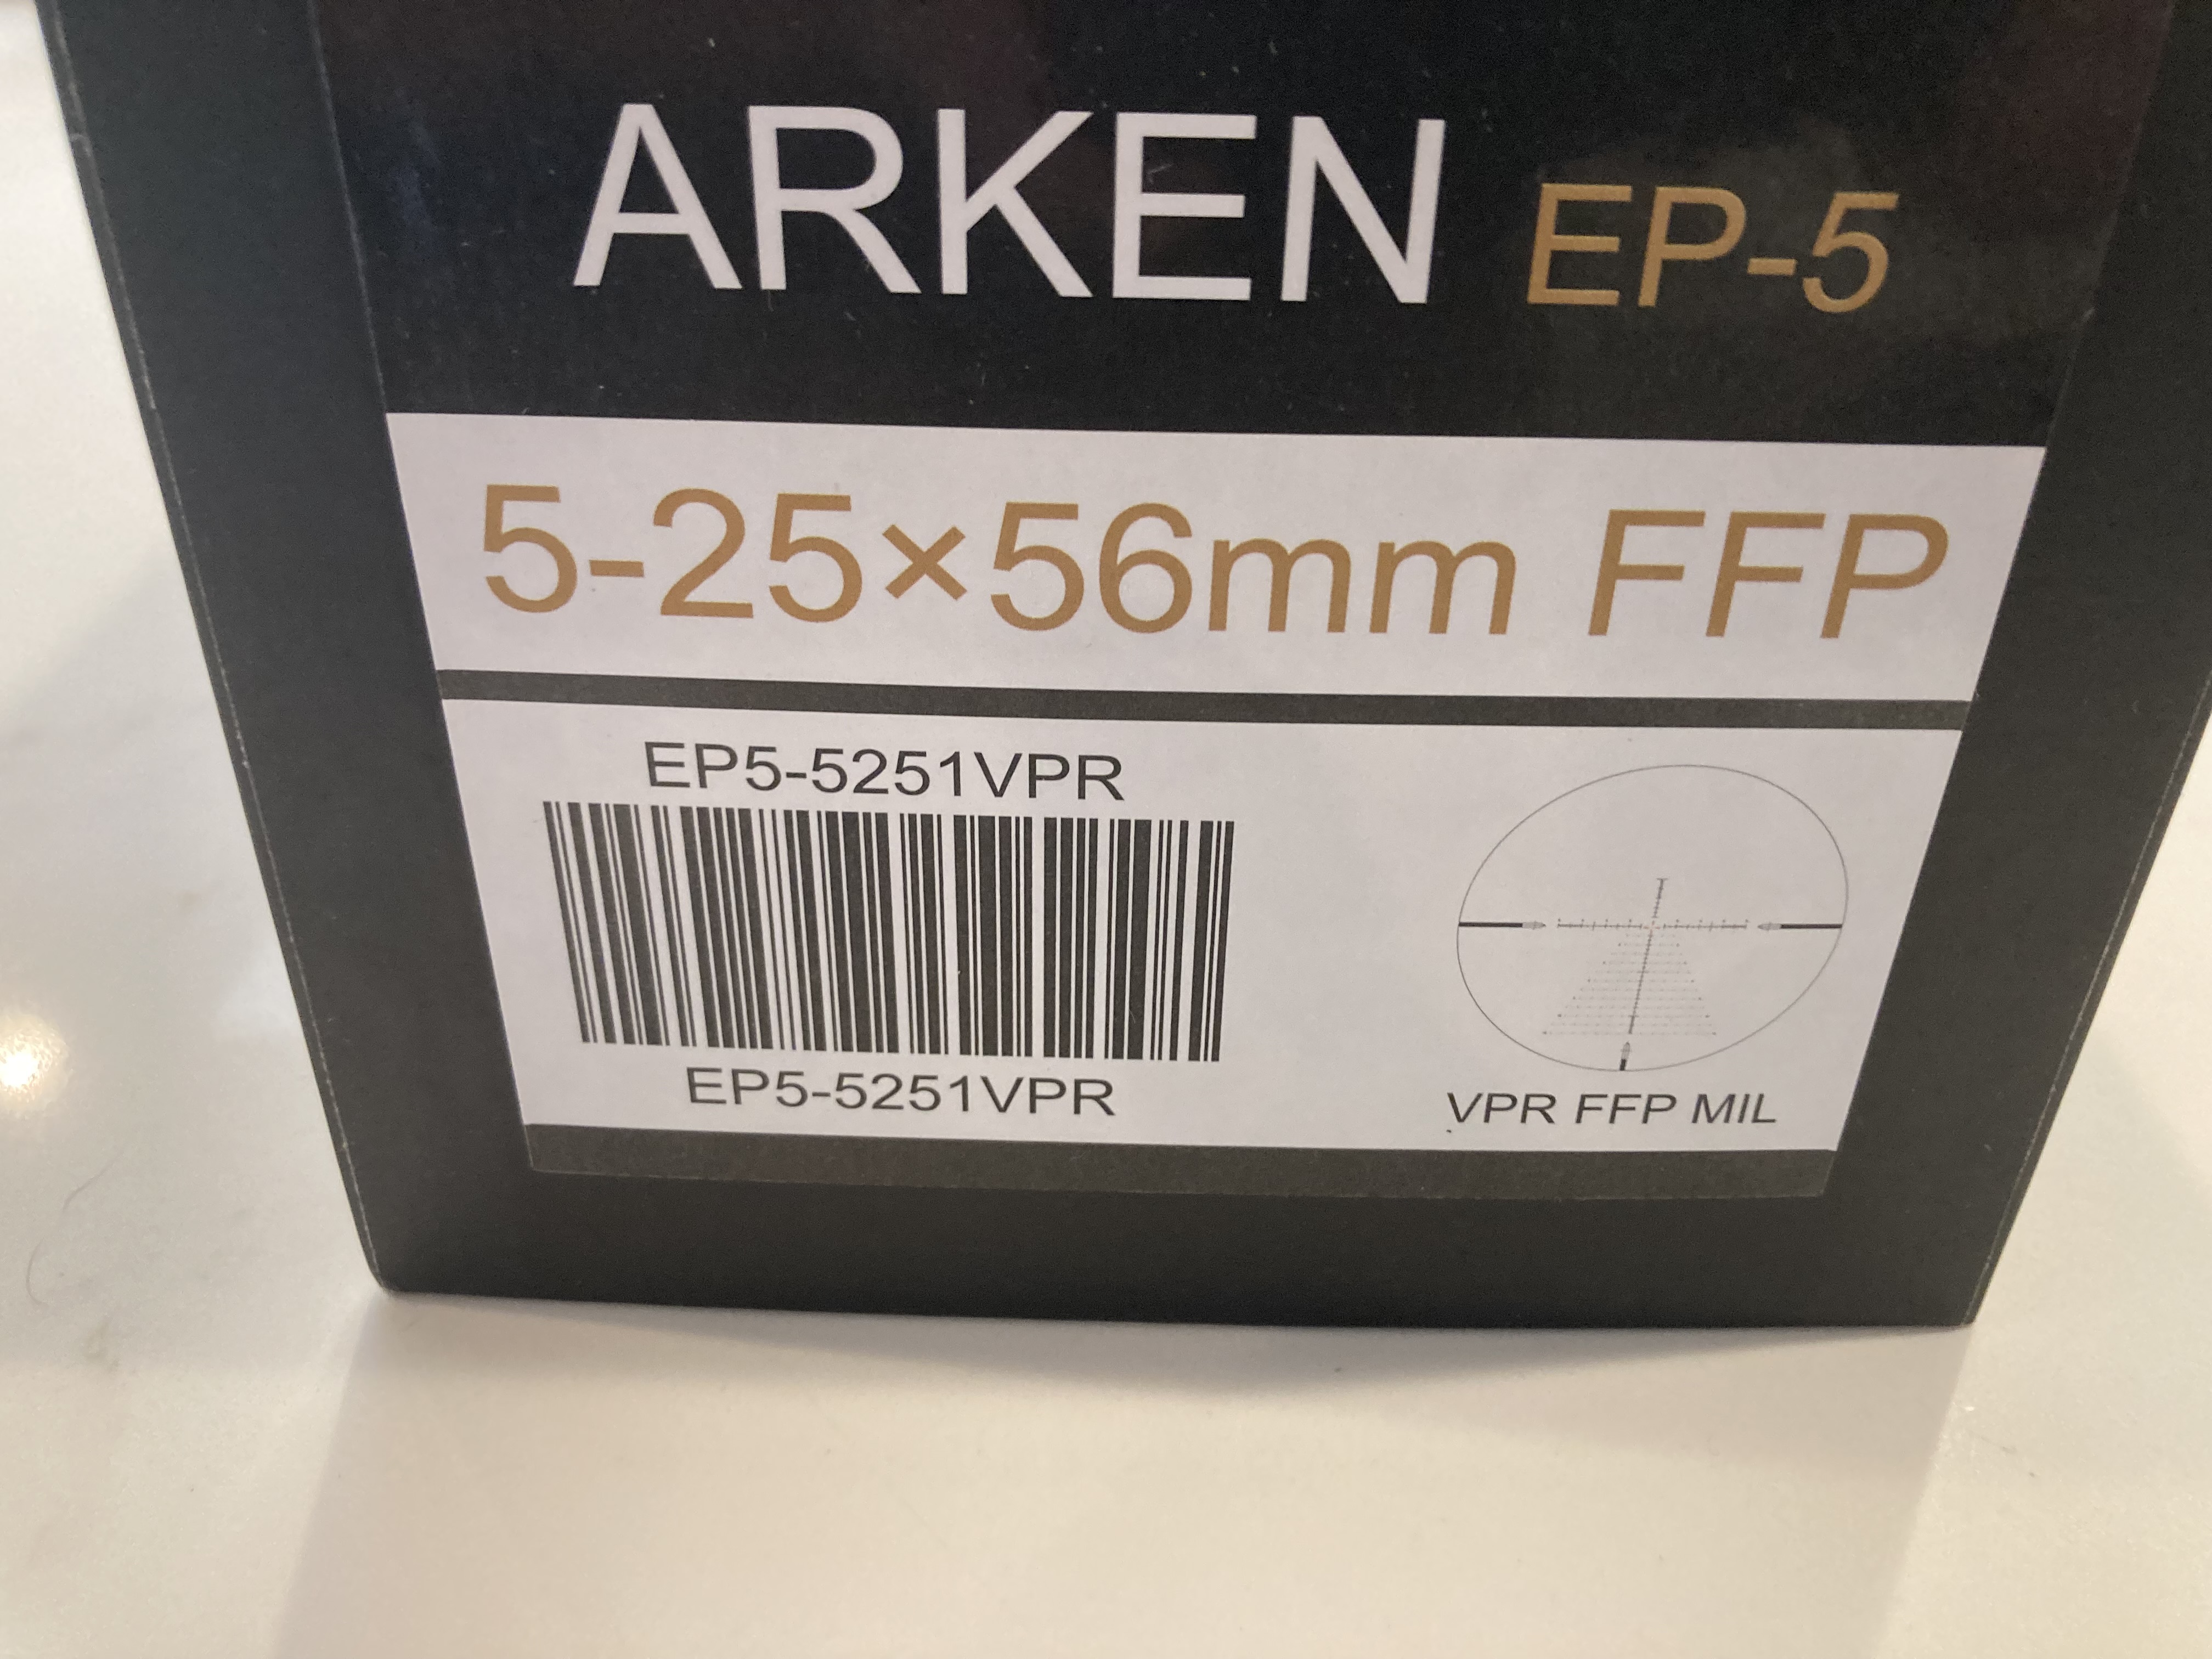 ARKEN EP-5
5-25×56mm FFP
EP5-5251VPR
EP5-5251VPR
VPR FFP MIL